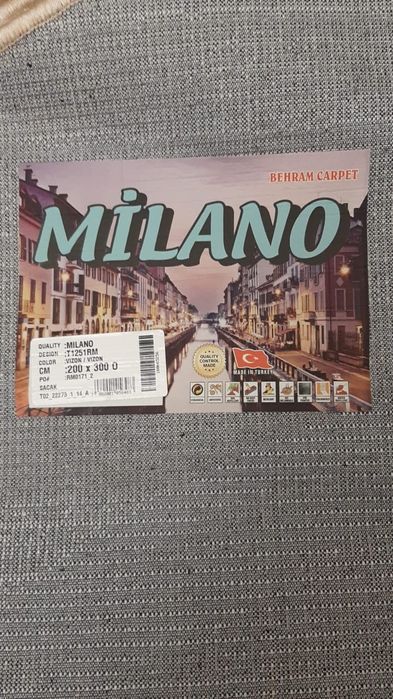 BEHRAM CARPET
MİLANO
QUALITY :MILANO
DESIGN :T1251RM
COLOR :VIZON / VIZON
CM :200 x 300 O
PO# :RM0171_2
SACAK
QUALITY
CONTROL
MADE
MADE IN TURKEY